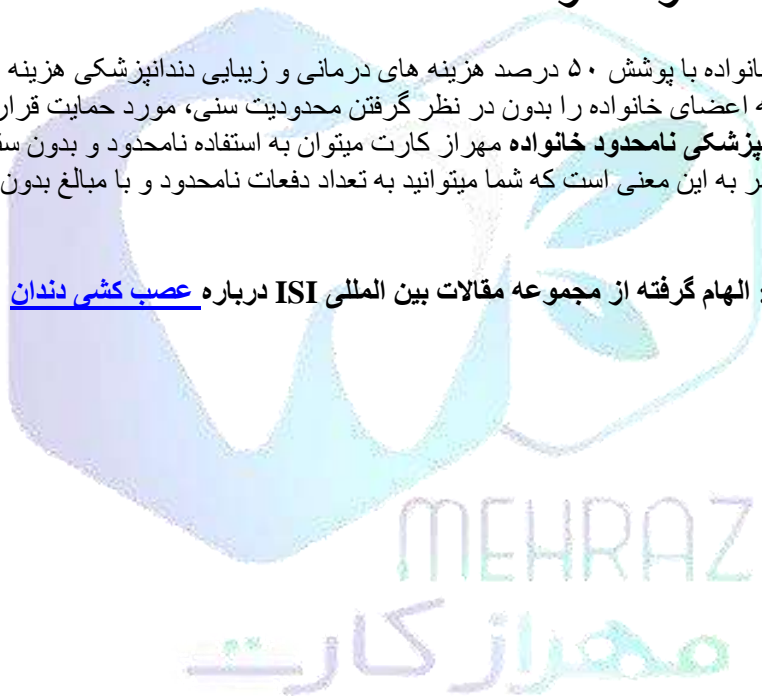 خانواده با پوشش ۵۰ درصد هزینه های درمانی و زیبایی دندانپزشکی هزینه
اعضای خانواده را بدون در نظر گرفتن محدودیت سنی، مورد حمایت قرار
نامحدود خانواده مهراز کارت میتوان به استفاده نامحدود و بدون
به این معنی است که شما میتوانید به تعداد دفعات نامحدود و با مبالغ بدون
الهام گرفته از مجموعه مقالات بین المللی ISI درباره عصب کشی دندان
MEHRAZ
مهراز کارت